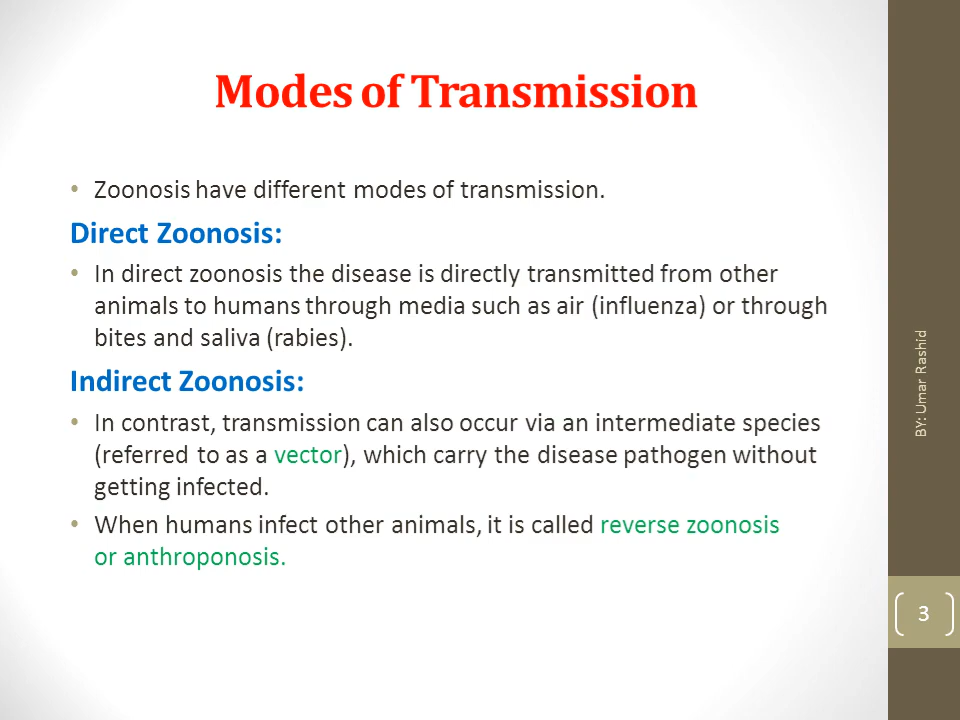 Modes of Transmission
• Zoonosis have different modes of transmission.
Direct Zoonosis:
• In direct zoonosis the disease is directly transmitted from other
animals to humans through media such as air (influenza) or through
bites and saliva (rabies).
Indirect Zoonosis:
• In contrast, transmission can also occur via an intermediate species
(referred to as a vector), which carry the disease pathogen without
getting infected.
• When humans infect other animals, it is called reverse zoonosis
or anthroponosis.
BY: Umar Rashid
3